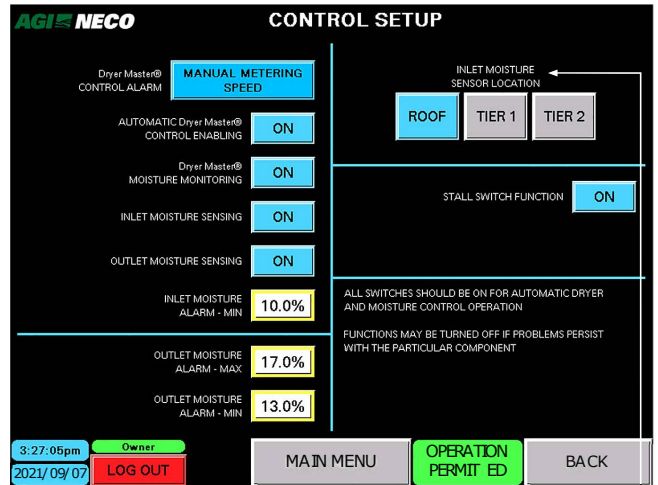 AGI NECO
CONTROL SETUP
Dryer Master®
CONTROL ALARM
MANUAL METERING
SPEED
AUTOMATIC Dryer Master®
CONTROL ENABLING
ON
Dryer Master®
MOISTURE MONITORING
ON
INLET MOISTURE SENSING
ON
OUTLET MOISTURE SENSING
ON
INLET MOISTURE
ALARM - MIN
10.0%
OUTLET MOISTURE
ALARM - MAX
17.0%
OUTLET MOISTURE
ALARM - MIN
13.0%
INLET MOISTURE
SENSOR LOCATION
ROOF
TIER 1
TIER 2
STALL SWITCH FUNCTION
ON
ALL SWITCHES SHOULD BE ON FOR AUTOMATIC DRYER
AND MOISTURE CONTROL OPERATION
FUNCTIONS MAY BE TURNED OFF IF PROBLEMS PERSIST
WITH THE PARTICULAR COMPONENT
3:27:05pm
2021/09/07
Owner
LOG OUT
MAIN MENU
OPERATION
PERMIT ED
BACK